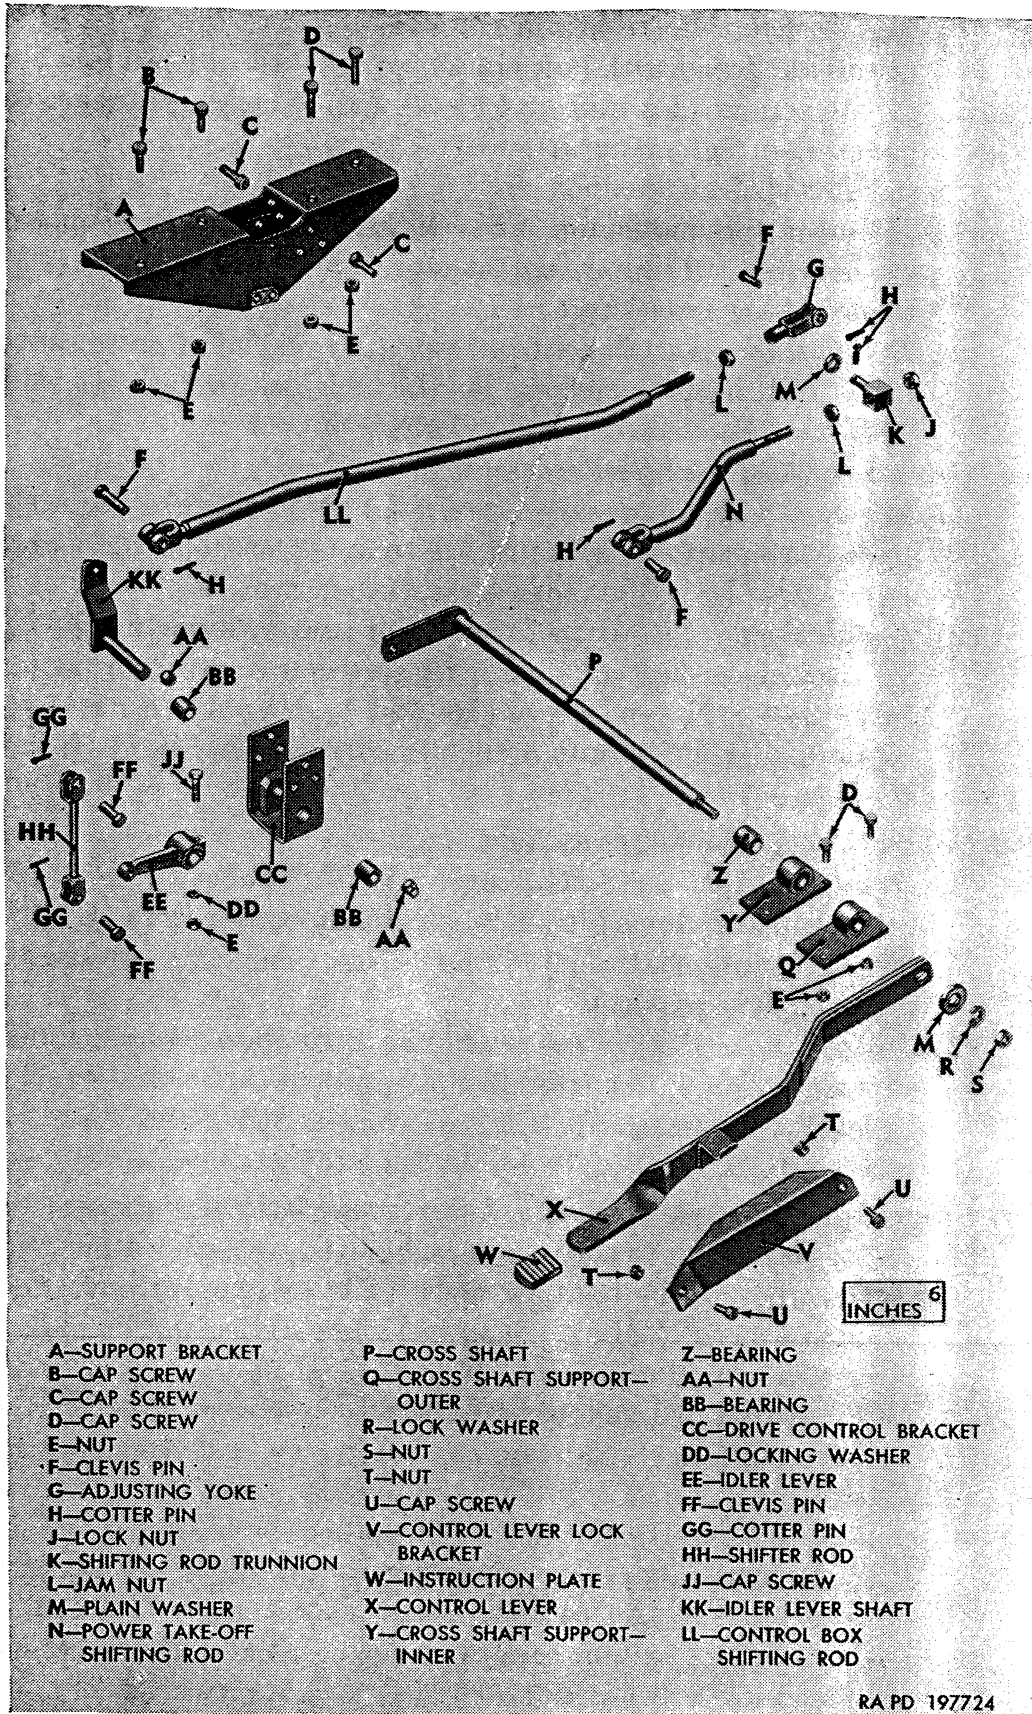 D
B
C
A
C
F
G
H
E
M
L
E
K
J
L
F
LL
N
H
KK
H
F
AA
P
BB
GG
FF
JJ
D
HH
CC
Z
EE
DD
BB
Y
GG
E
AA
Q
FF
E
M
R
S
T
X
U
W
V
T
U
6
INCHES
A—SUPPORT BRACKET
B—CAP SCREW
C—CAP SCREW
D—CAP SCREW
E—NUT
F—CLEVIS PIN
G—ADJUSTING YOKE
H—COTTER PIN
J—LOCK NUT
K—SHIFTING ROD TRUNNION
L—JAM NUT
M—PLAIN WASHER
N—POWER TAKE-OFF
SHIFTING ROD
P—CROSS SHAFT
Q—CROSS SHAFT SUPPORT—
OUTER
R—LOCK WASHER
S—NUT
T—NUT
U—CAP SCREW
V—CONTROL LEVER LOCK
BRACKET
W—INSTRUCTION PLATE
X—CONTROL LEVER
Y—CROSS SHAFT SUPPORT—
INNER
Z—BEARING
AA—NUT
BB—BEARING
CC—DRIVE CONTROL BRACKET
DD—LOCKING WASHER
EE—IDLER LEVER
FF—CLEVIS PIN
GG—COTTER PIN
HH—SHIFTER ROD
JJ—CAP SCREW
KK—IDLER LEVER SHAFT
LL—CONTROL BOX
SHIFTING ROD
RA PD 197724